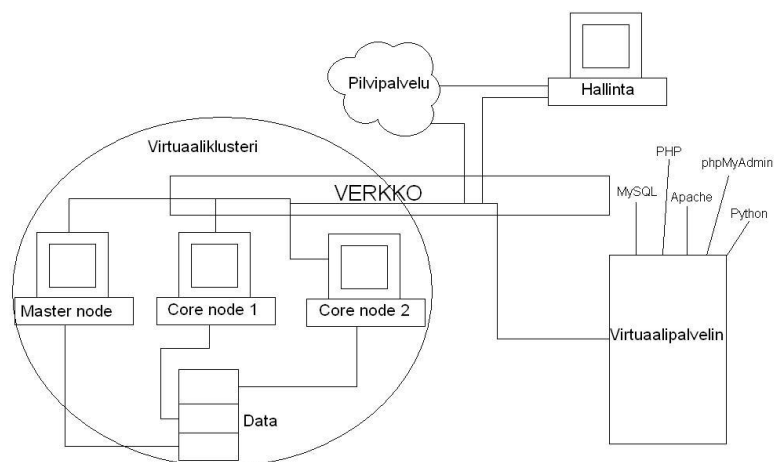 Pilvipalvelu
Hallinta
Virtuaaliklusteri
VERKKO
PHP
phpMyAdmin
MySQL
Apache
Python
Master node
Core node 1
Core node 2
Virtuaalipalvelin
Data